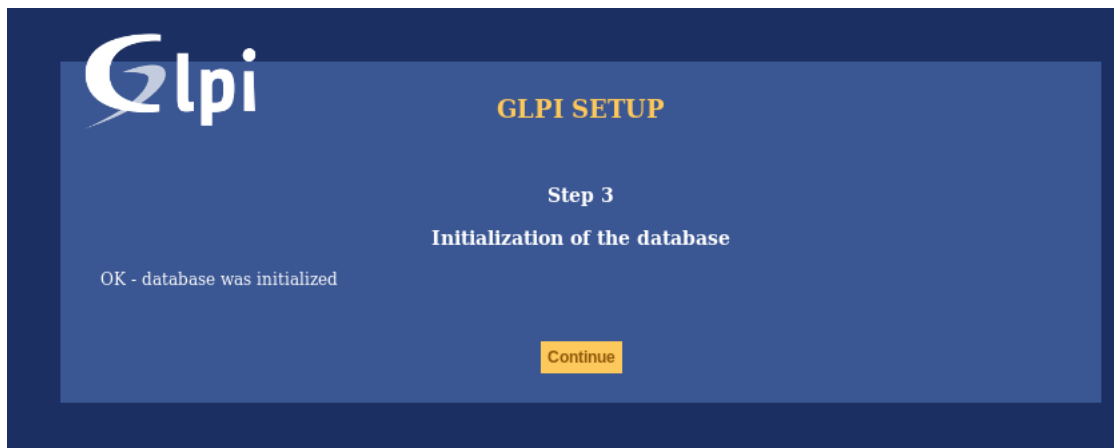 Glpi
GLPI SETUP
Step 3
Initialization of the database
OK - database was initialized
Continue